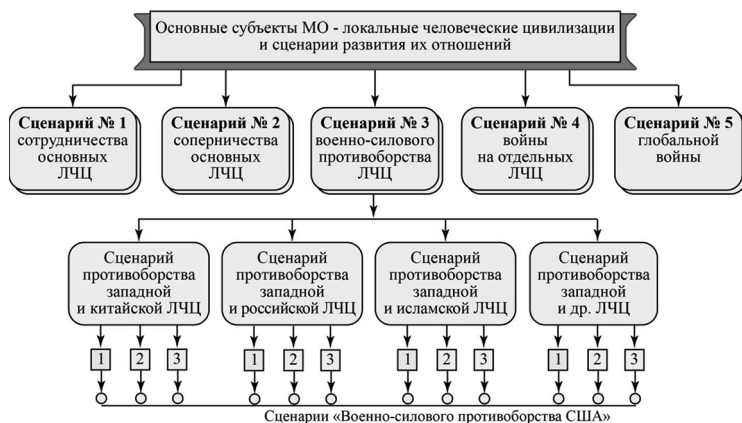 Основные субъекты МО - локальные человеческие цивилизации
и сценарии развития их отношений
Сценарий № 1
сотрудничества
основных
ЛЧЦ
Сценарий № 2
соперничества
основных
ЛЧЦ
Сценарий № 3
военно-силового
противоборства
ЛЧЦ
Сценарий № 4
войны
на отдельных
ЛЧЦ
Сценарий № 5
глобальной
войны
Сценарий
противоборства
западной
и китайской ЛЧЦ
Сценарий
противоборства
западной
и российской ЛЧЦ
Сценарий
противоборства
западной
и исламской ЛЧЦ
Сценарий
противоборства
западной
и др. ЛЧЦ
1 2 3 1 2 3 1 2 3 1 2 3
Сценарии «Военно-силового противоборства США»